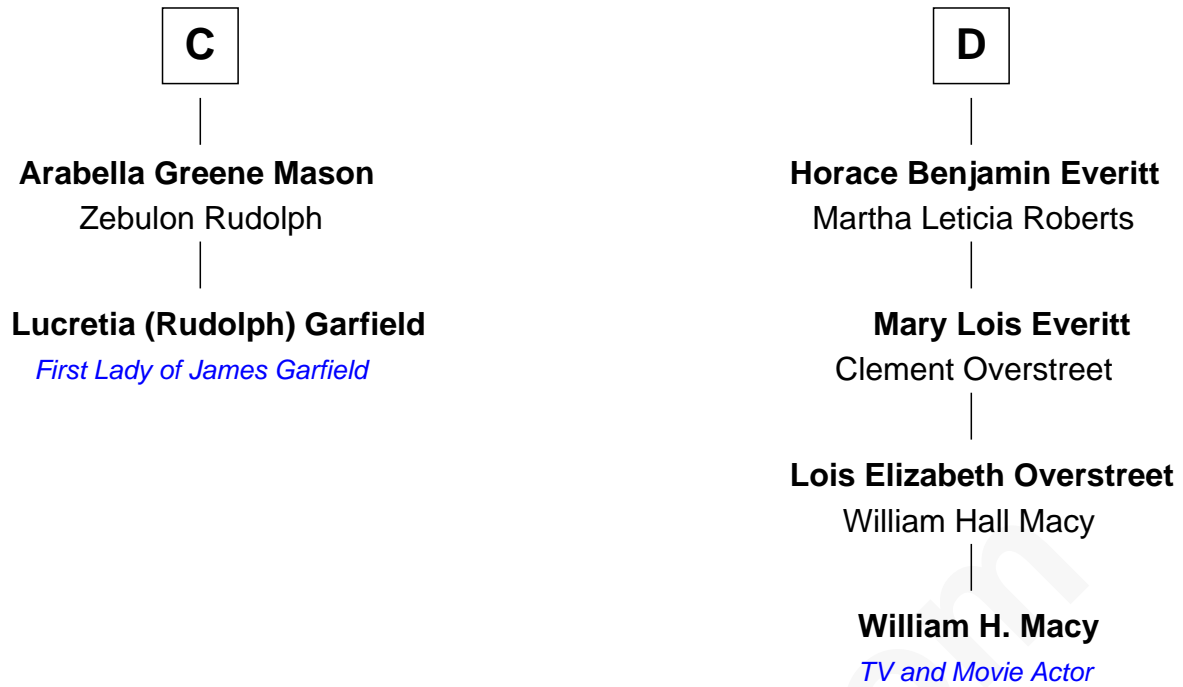 C
Arabella Greene Mason
Zebulon Rudolph
Lucretia (Rudolph) Garfield
First Lady of James Garfield
D
Horace Benjamin Everitt
Martha Leticia Roberts
Mary Lois Everitt
Clement Overstreet
Lois Elizabeth Overstreet
William Hall Macy
William H. Macy
TV and Movie Actor